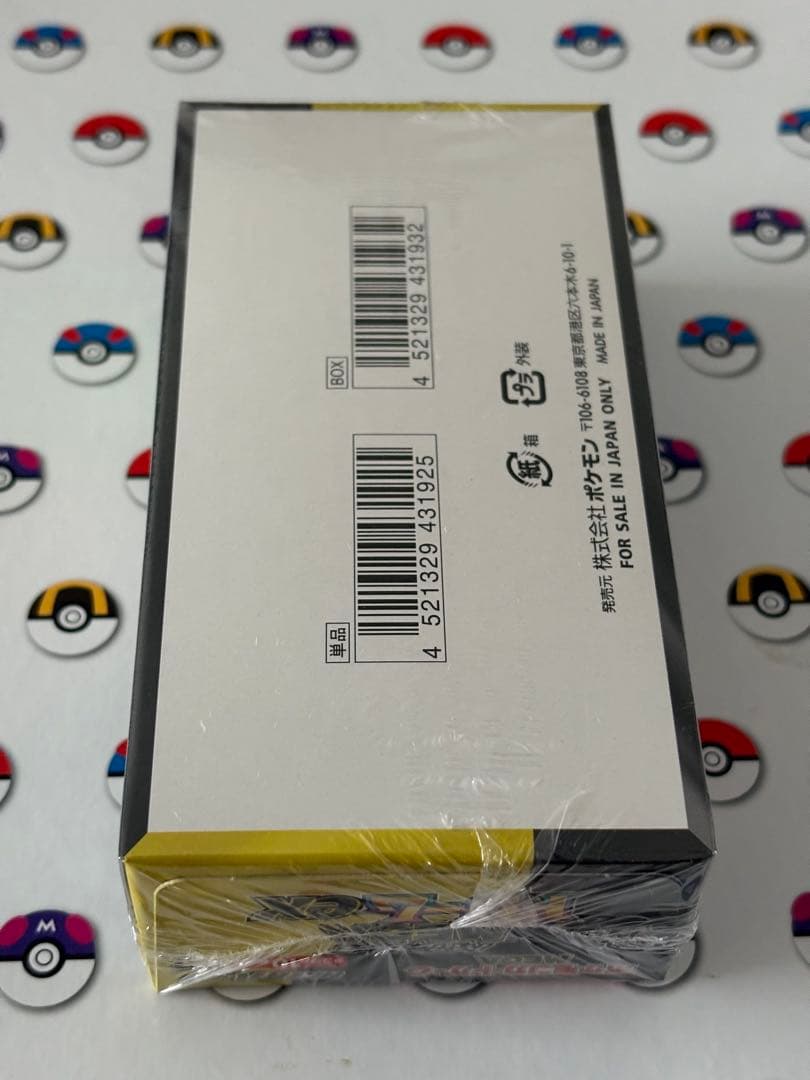 BOX
4 521329 431932
単品
4 521329 431925
紙 箱
プラ 外装
発売元 株式会社ポケモン 〒106-6108 東京都港区六本木6-10-1
FOR SALE IN JAPAN ONLY MADE IN JAPAN
GX
M